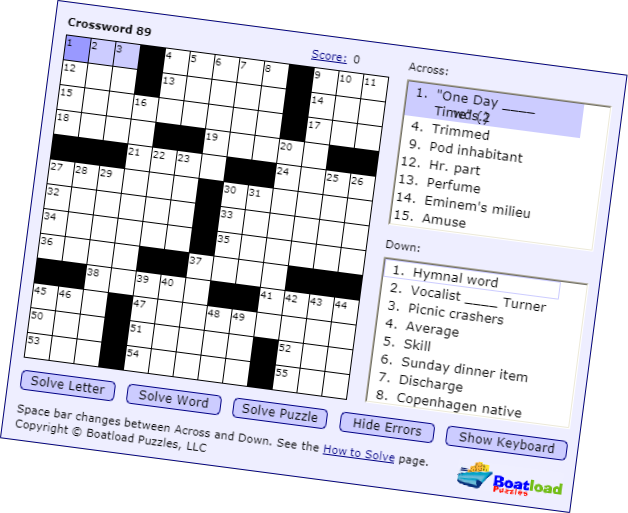 Crossword 89
Score: 0
1 2 3 4 5 6 7 8 9 10 11
12 13 14
15 16 17
18 19 20
21 22 23 24 25 26
27 28 29 30 31
32 33
34 35
36 37
38 39 40
45 46 47 48 49 41 42 43 44
50 51 52
53 54 55
Across:
1. "One Day ____
4. Trimmed
9. Pod inhabitant
12. Hr. part
13. Perfume
14. Eminem's milieu
15. Amuse
Down:
1. Hymnal word
2. Vocalist ____ Turner
3. Picnic crashers
4. Average
5. Skill
6. Sunday dinner item
7. Discharge
8. Copenhagen native
Solve Letter
Solve Word
Solve Puzzle
Hide Errors
Show Keyboard
Space bar changes between Across and Down. See the How to Solve page.
Copyright © Boatload Puzzles, LLC
Boatload
Puzzles